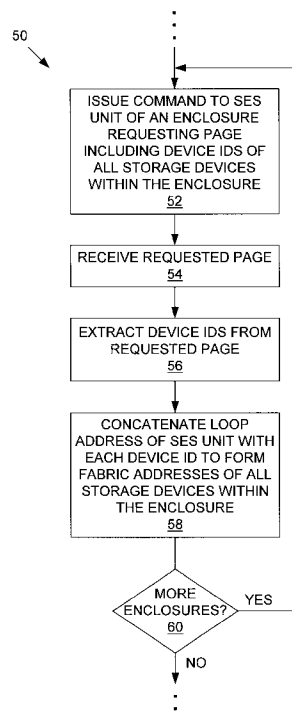 50
ISSUE COMMAND TO SES
UNIT OF AN ENCLOSURE
REQUESTING PAGE
INCLUDING DEVICE IDS OF
ALL STORAGE DEVICES
WITHIN THE ENCLOSURE
52
RECEIVE REQUESTED PAGE
54
EXTRACT DEVICE IDS FROM
REQUESTED PAGE
56
CONCATENATE LOOP
ADDRESS OF SES UNIT WITH
EACH DEVICE ID TO FORM
FABRIC ADDRESSES OF ALL
STORAGE DEVICES WITHIN
THE ENCLOSURE
58
MORE
ENCLOSURES?
60
YES
NO